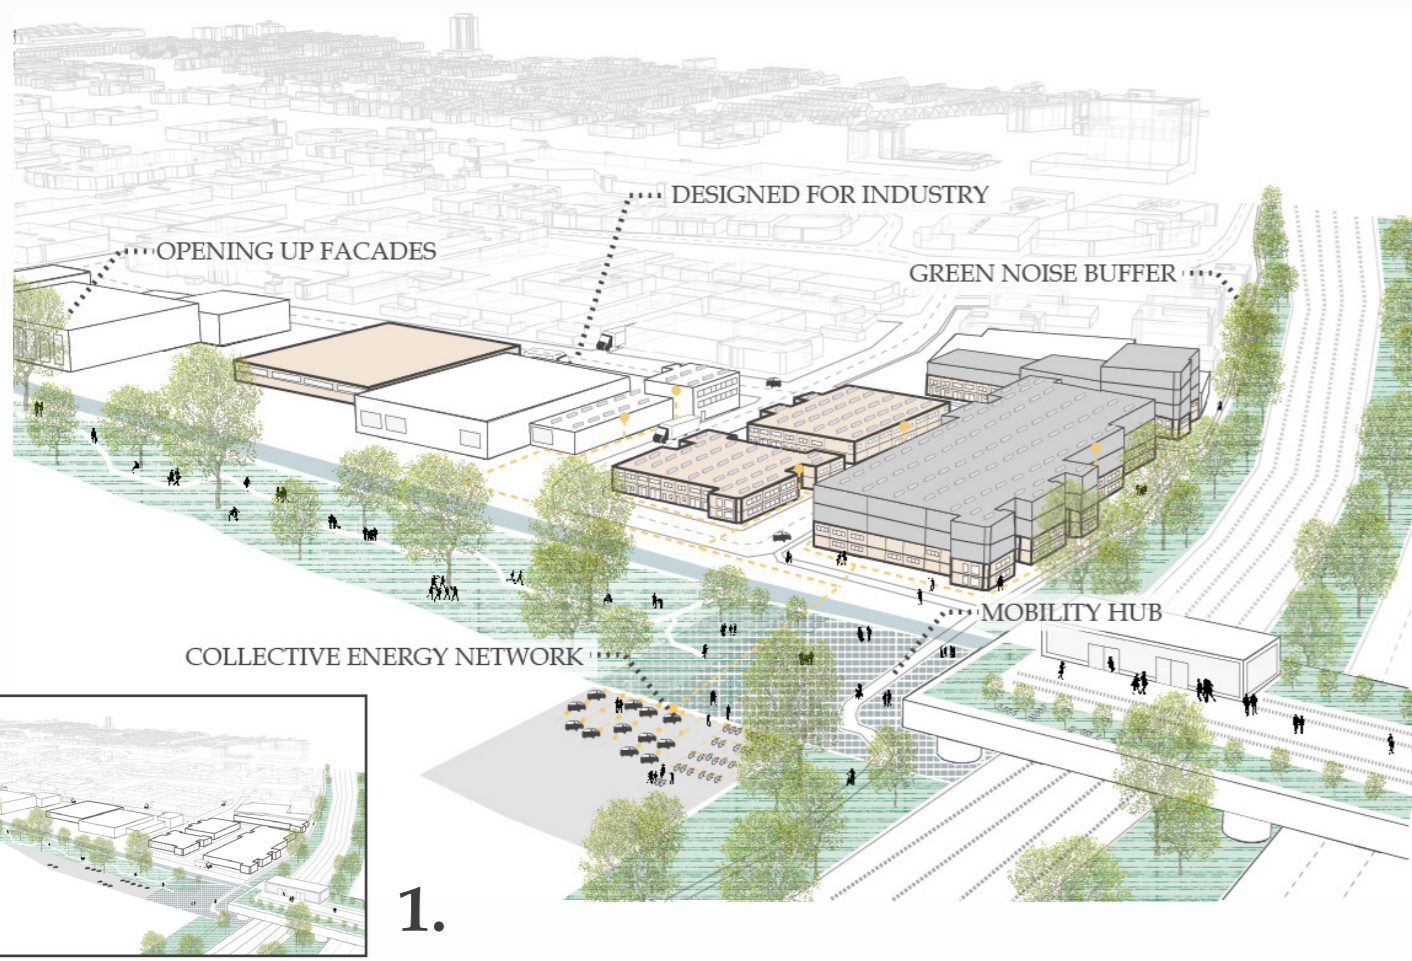 DESIGNED FOR INDUSTRY
OPENING UP FACADES
GREEN NOISE BUFFER
MOBILITY HUB
COLLECTIVE ENERGY NETWORK
1.